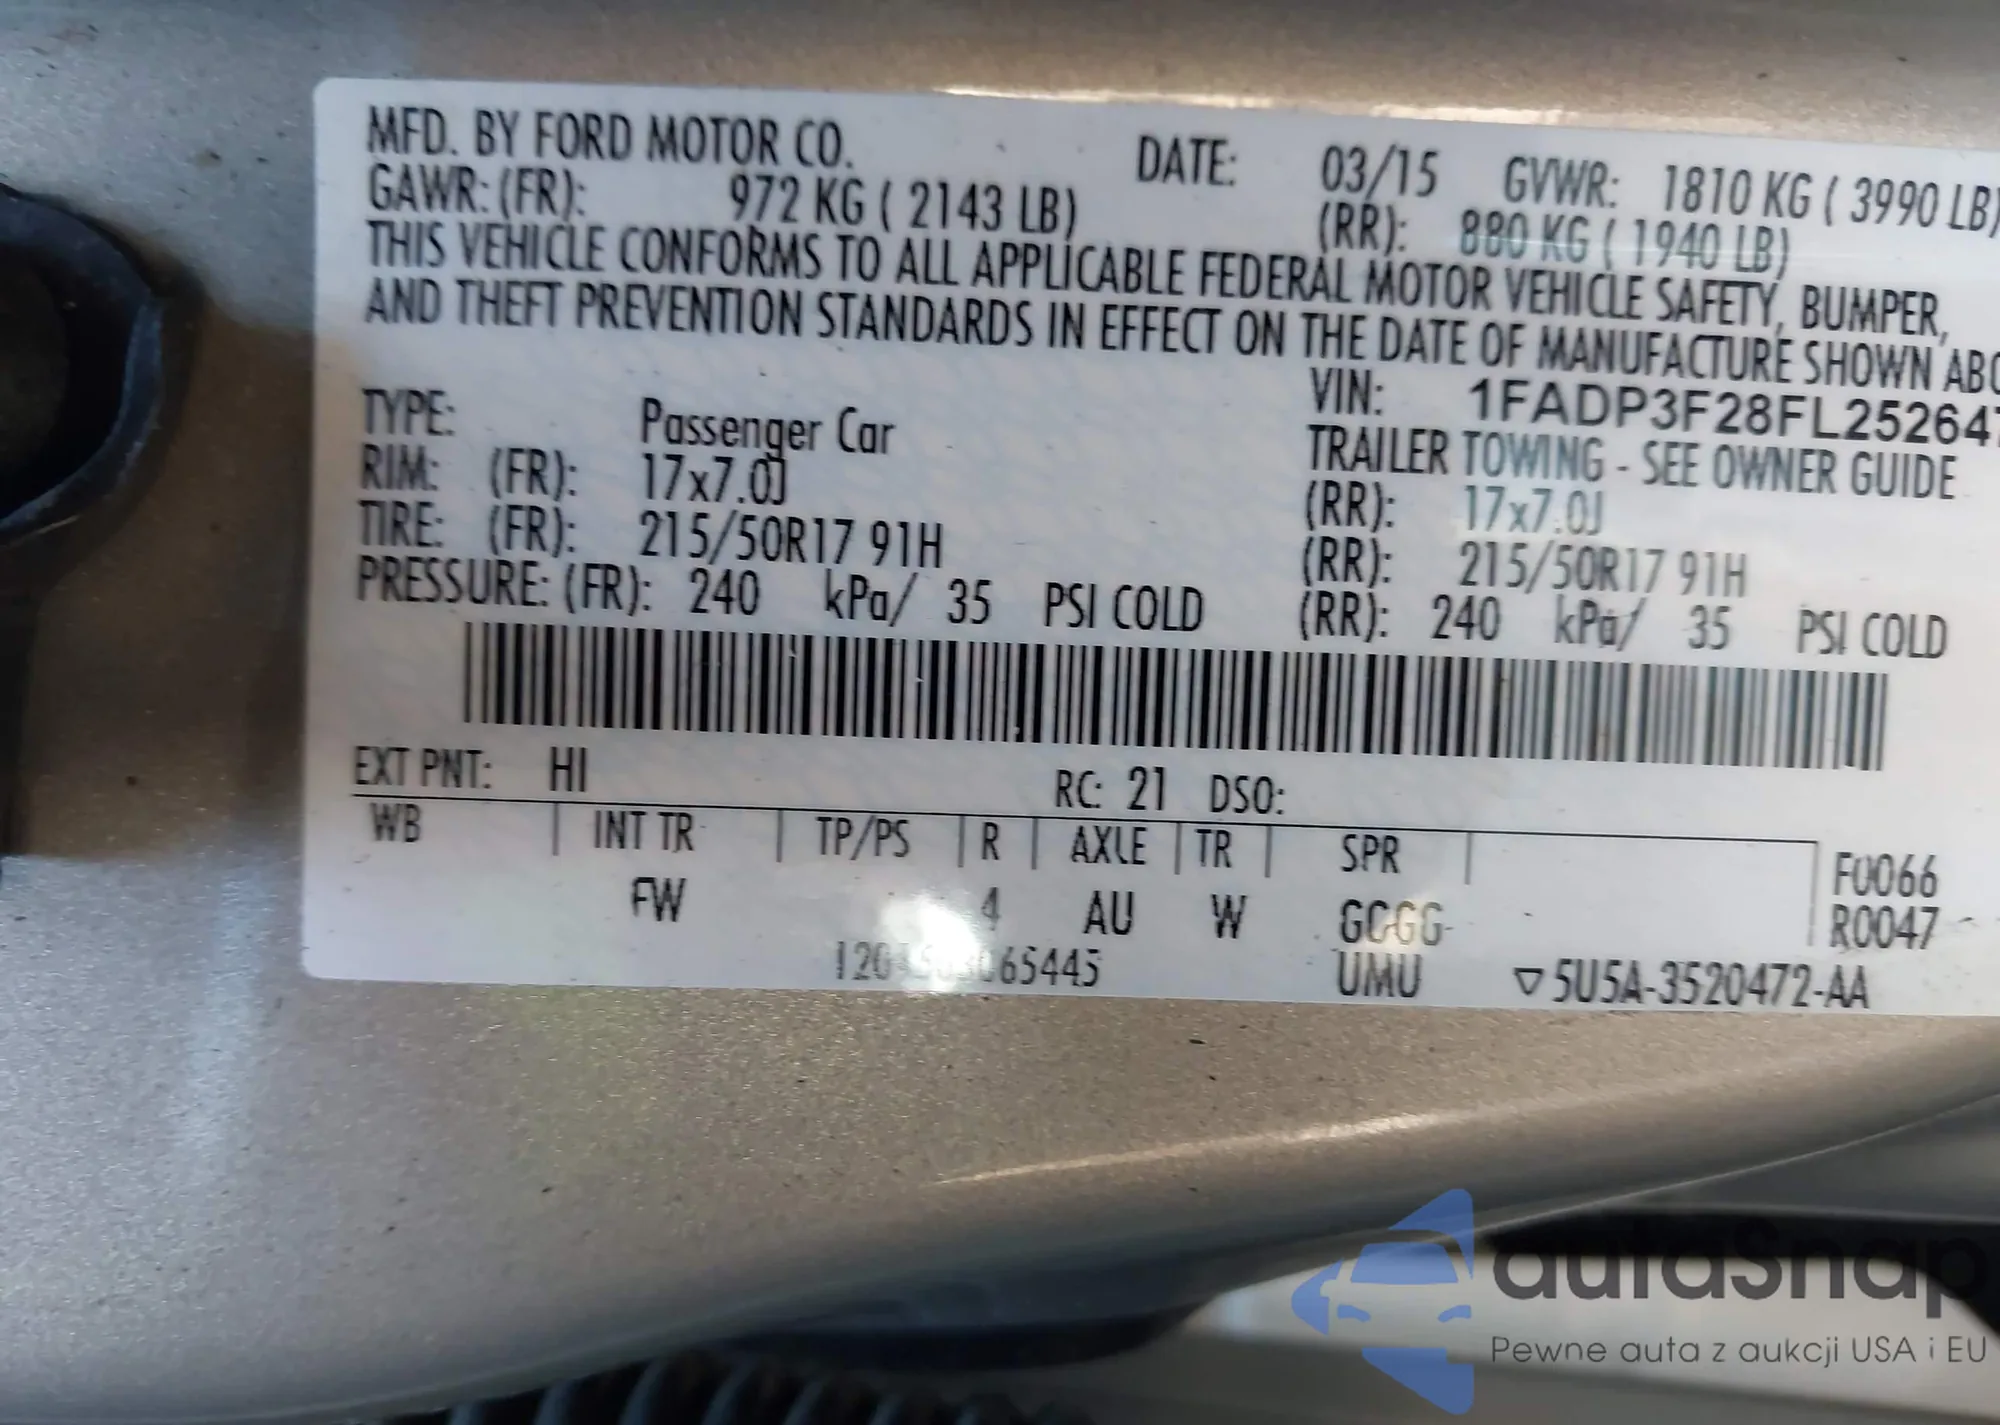 MFD. BY FORD MOTOR CO. DATE: 03/15 GVWR: 1810 KG ( 3990 LB)
GAWR: (FR): 972 KG ( 2143 LB) (RR): 880 KG ( 1940 LB)
THIS VEHICLE CONFORMS TO ALL APPLICABLE FEDERAL MOTOR VEHICLE SAFETY, BUMPER,
AND THEFT PREVENTION STANDARDS IN EFFECT ON THE DATE OF MANUFACTURE SHOWN ABO
VIN: 1FADP3F28FL252647
TYPE: Passenger Car TRAILER TOWING - SEE OWNER GUIDE
RIM: (FR): 17x7.0J (RR): 17x7.0J
TIRE: (FR): 215/50R17 91H (RR): 215/50R17 91H
PRESSURE: (FR): 240 kPa/ 35 PSI COLD (RR): 240 kPa/ 35 PSI COLD
EXT PNT: HI RC: 21 DSO:
WB INT TR TP/PS R AXLE TR SPR F0066
FW 4 AU W GGGG R0047
UMU ▽ 5U5A-3520472-AA
autaSnap
Pewne auta z aukcji USA i EU